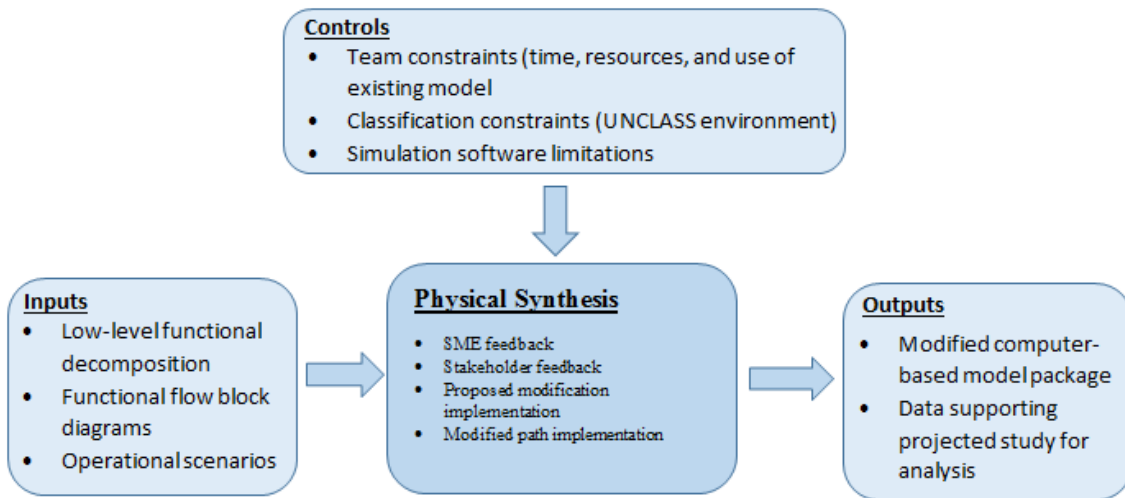 Controls
• Team constraints (time, resources, and use of
existing model
• Classification constraints (UNCLASS environment)
• Simulation software limitations
Inputs
• Low-level functional
decomposition
• Functional flow block
diagrams
• Operational scenarios
Physical Synthesis
• SME feedback
• Stakeholder feedback
• Proposed modification
implementation
• Modified path implementation
Outputs
• Modified computer-
based model package
• Data supporting
projected study for
analysis